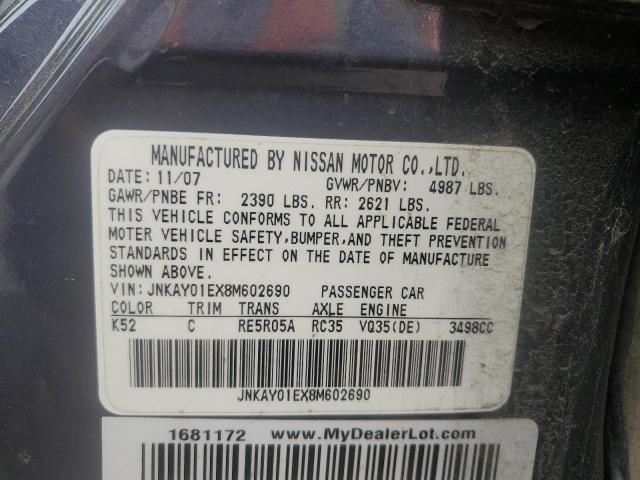 MANUFACTURED BY NISSAN MOTOR CO.,LTD.
DATE: 11/07 GVWR/PNBV: 4987 LBS.
GAWR/PNBE FR: 2390 LBS. RR: 2621 LBS.
THIS VEHICLE CONFORMS TO ALL APPLICABLE FEDERAL
MOTER VEHICLE SAFETY,BUMPER,AND THEFT PREVENTION
STANDARDS IN EFFECT ON THE DATE OF MANUFACTURE
SHOWN ABOVE.
VIN: JNKAY01EX8M602690 PASSENGER CAR
COLOR TRIM TRANS AXLE ENGINE
K52 C RE5R05A RC35 VQ35(DE) 3498CC
JNKAY01EX8M602690
1681172 www.MyDealerLot.com